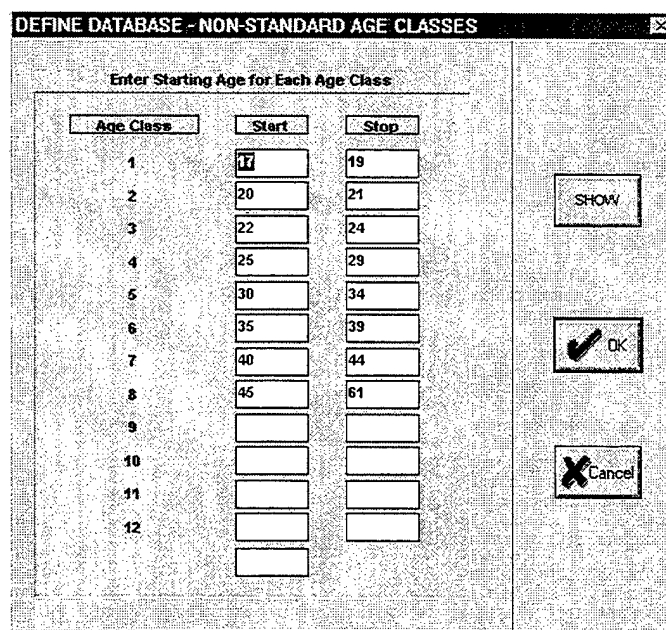 DEFINE DATABASE - NON-STANDARD AGE CLASSES
Enter Starting Age for Each Age Class
Age Class Start Stop
1 17 19
2 20 21
3 22 24
4 25 29
5 30 34
6 35 39
7 40 44
8 45 61
9
10
11
12
SHOW
OK
Cancel